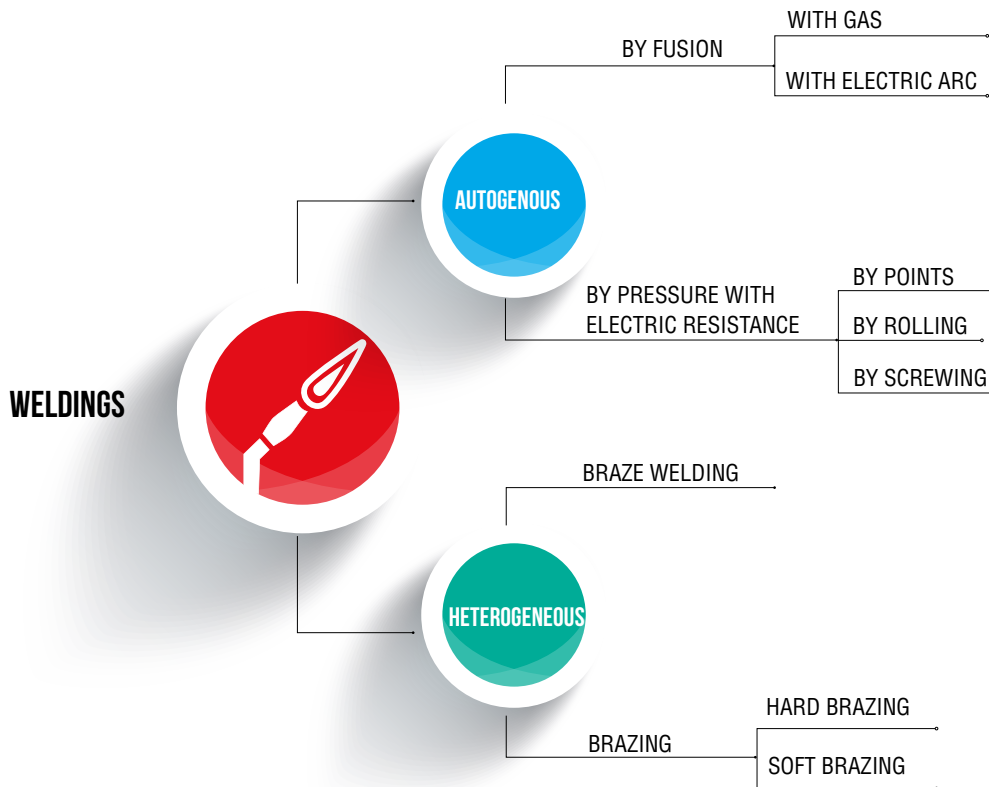 WITH GAS
BY FUSION
WITH ELECTRIC ARC
AUTOGENOUS
BY PRESSURE WITH
ELECTRIC RESISTANCE
BY POINTS
BY ROLLING
BY SCREWING
WELDINGS
BRAZE WELDING
HETEROGENEOUS
HARD BRAZING
BRAZING
SOFT BRAZING